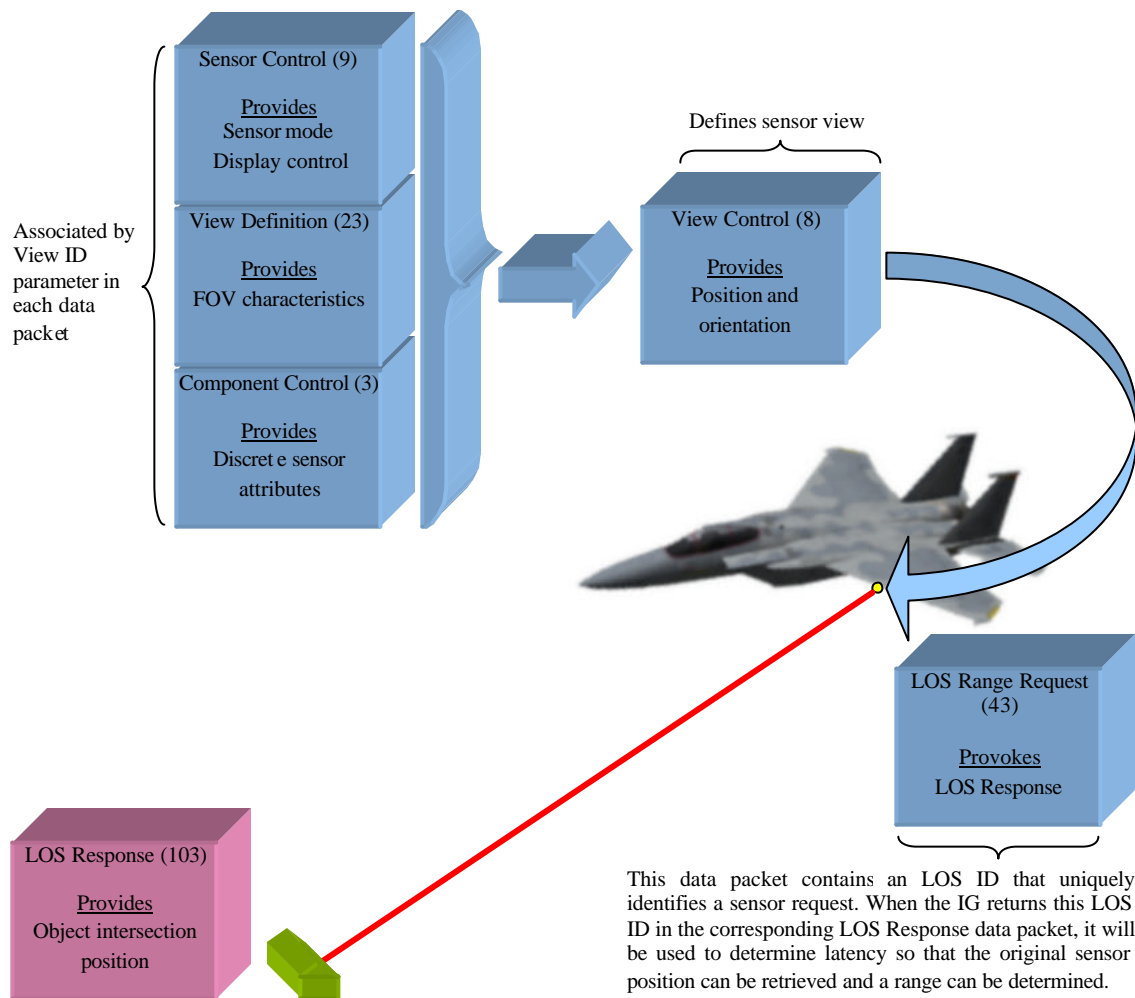 Sensor Control (9)
Provides
Sensor mode
Display control
View Definition (23)
Provides
FOV characteristics
Component Control (3)
Provides
Discret e sensor
attributes
Associated by
View ID
parameter in
each data
packet
Defines sensor view
View Control (8)
Provides
Position and
orientation
LOS Range Request
(43)
Provokes
LOS Response
LOS Response (103)
Provides
Object intersection
position
This data packet contains an LOS ID that uniquely
identifies a sensor request. When the IG returns this LOS
ID in the corresponding LOS Response data packet, it will
be used to determine latency so that the original sensor
position can be retrieved and a range can be determined.